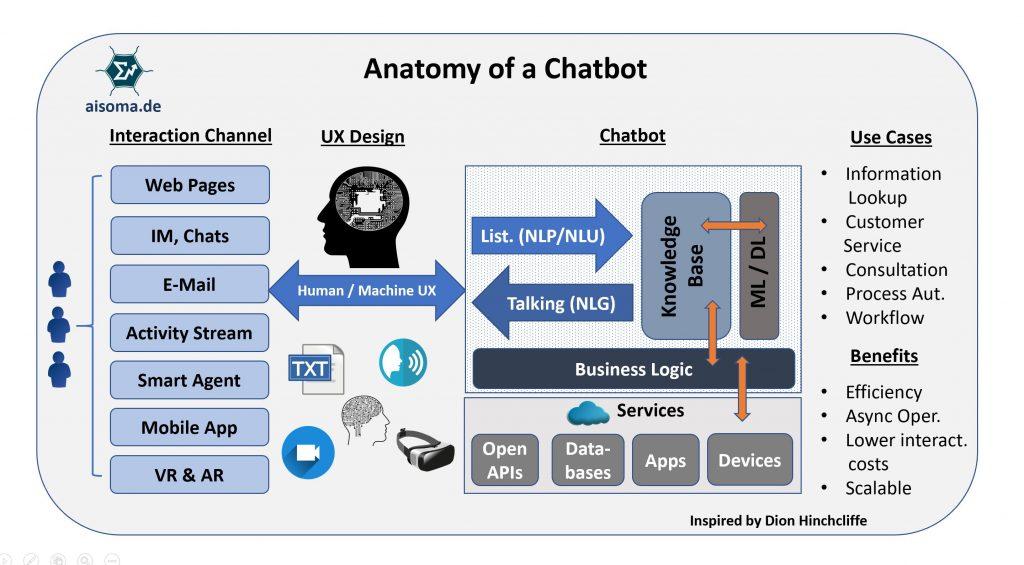 Anatomy of a Chatbot
aisoma.de
Interaction Channel
Web Pages
IM, Chats
E-Mail
Activity Stream
Smart Agent
Mobile App
VR & AR
UX Design
Human / Machine UX
TXT
Chatbot
List. (NLP/NLU)
Talking (NLG)
Knowledge
Base
ML / DL
Business Logic
Services
Open
APIs
Data-
bases
Apps
Devices
Use Cases
• Information
Lookup
• Customer
Service
• Consultation
• Process Aut.
• Workflow
Benefits
• Efficiency
• Async Oper.
• Lower interact.
costs
• Scalable
Inspired by Dion Hinchcliffe